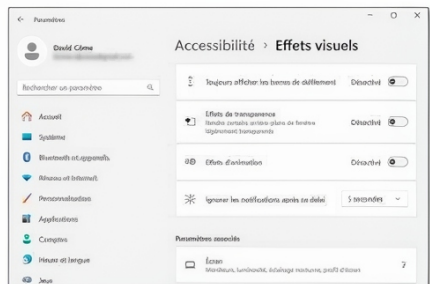 Paramètres
David Côme
Rechercher un paramètre
Accueil
Système
Bluetooth et appareils
Réseau et Internet
Personnalisation
Applications
Comptes
Heure et langue
Jeux
Accessibilité > Effets visuels
Toujours afficher les barres de défilement Désactivé
Effets de transparence Désactivé
Rendre certains arrière-plans de fenêtre
légèrement transparents
Effets d'animation Désactivé
Ignorer les notifications après ce délai 5 secondes
Paramètres associés
Écran
Moniteurs, luminosité, éclairage nocturne, profil d'écran